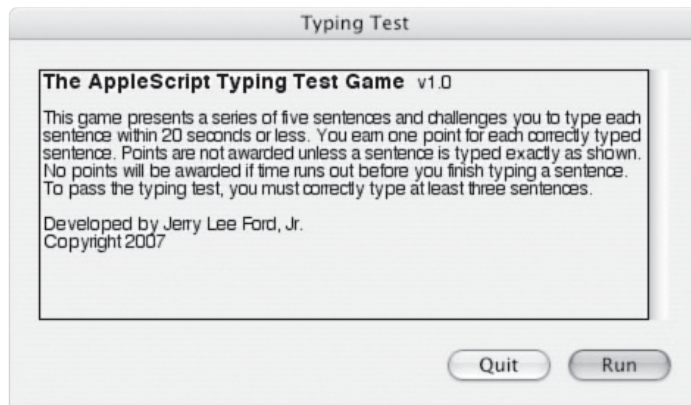 Typing Test
The AppleScript Typing Test Game v1.0
This game presents a series of five sentences and challenges you to type each
sentence within 20 seconds or less. You earn one point for each correctly typed
sentence. Points are not awarded unless a sentence is typed exactly as shown.
No points will be awarded if time runs out before you finish typing a sentence.
To pass the typing test, you must correctly type at least three sentences.
Developed by Jerry Lee Ford, Jr.
Copyright 2007
Quit Run